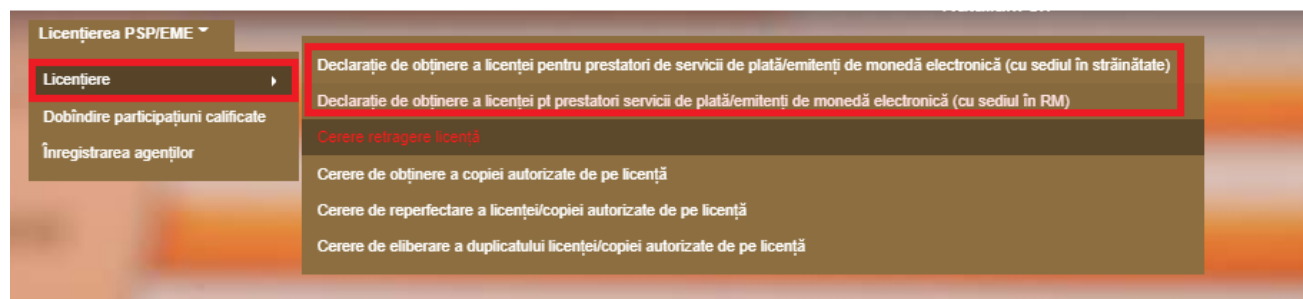 Licențierea PSP/EME
Licențiere
Dobîndire participațiuni calificate
Înregistrarea agenților
Declarație de obținere a licenței pentru prestatori de servicii de plată/emitenți de monedă electronică (cu sediul în străinătate)
Declarație de obținere a licenței pt prestatori servicii de plată/emitenți de monedă electronică (cu sediul în RM)
Cerere retragere licență
Cerere de obținere a copiei autorizate de pe licență
Cerere de reperfectare a licenței/copiei autorizate de pe licență
Cerere de eliberare a duplicatului licenței/copiei autorizate de pe licență